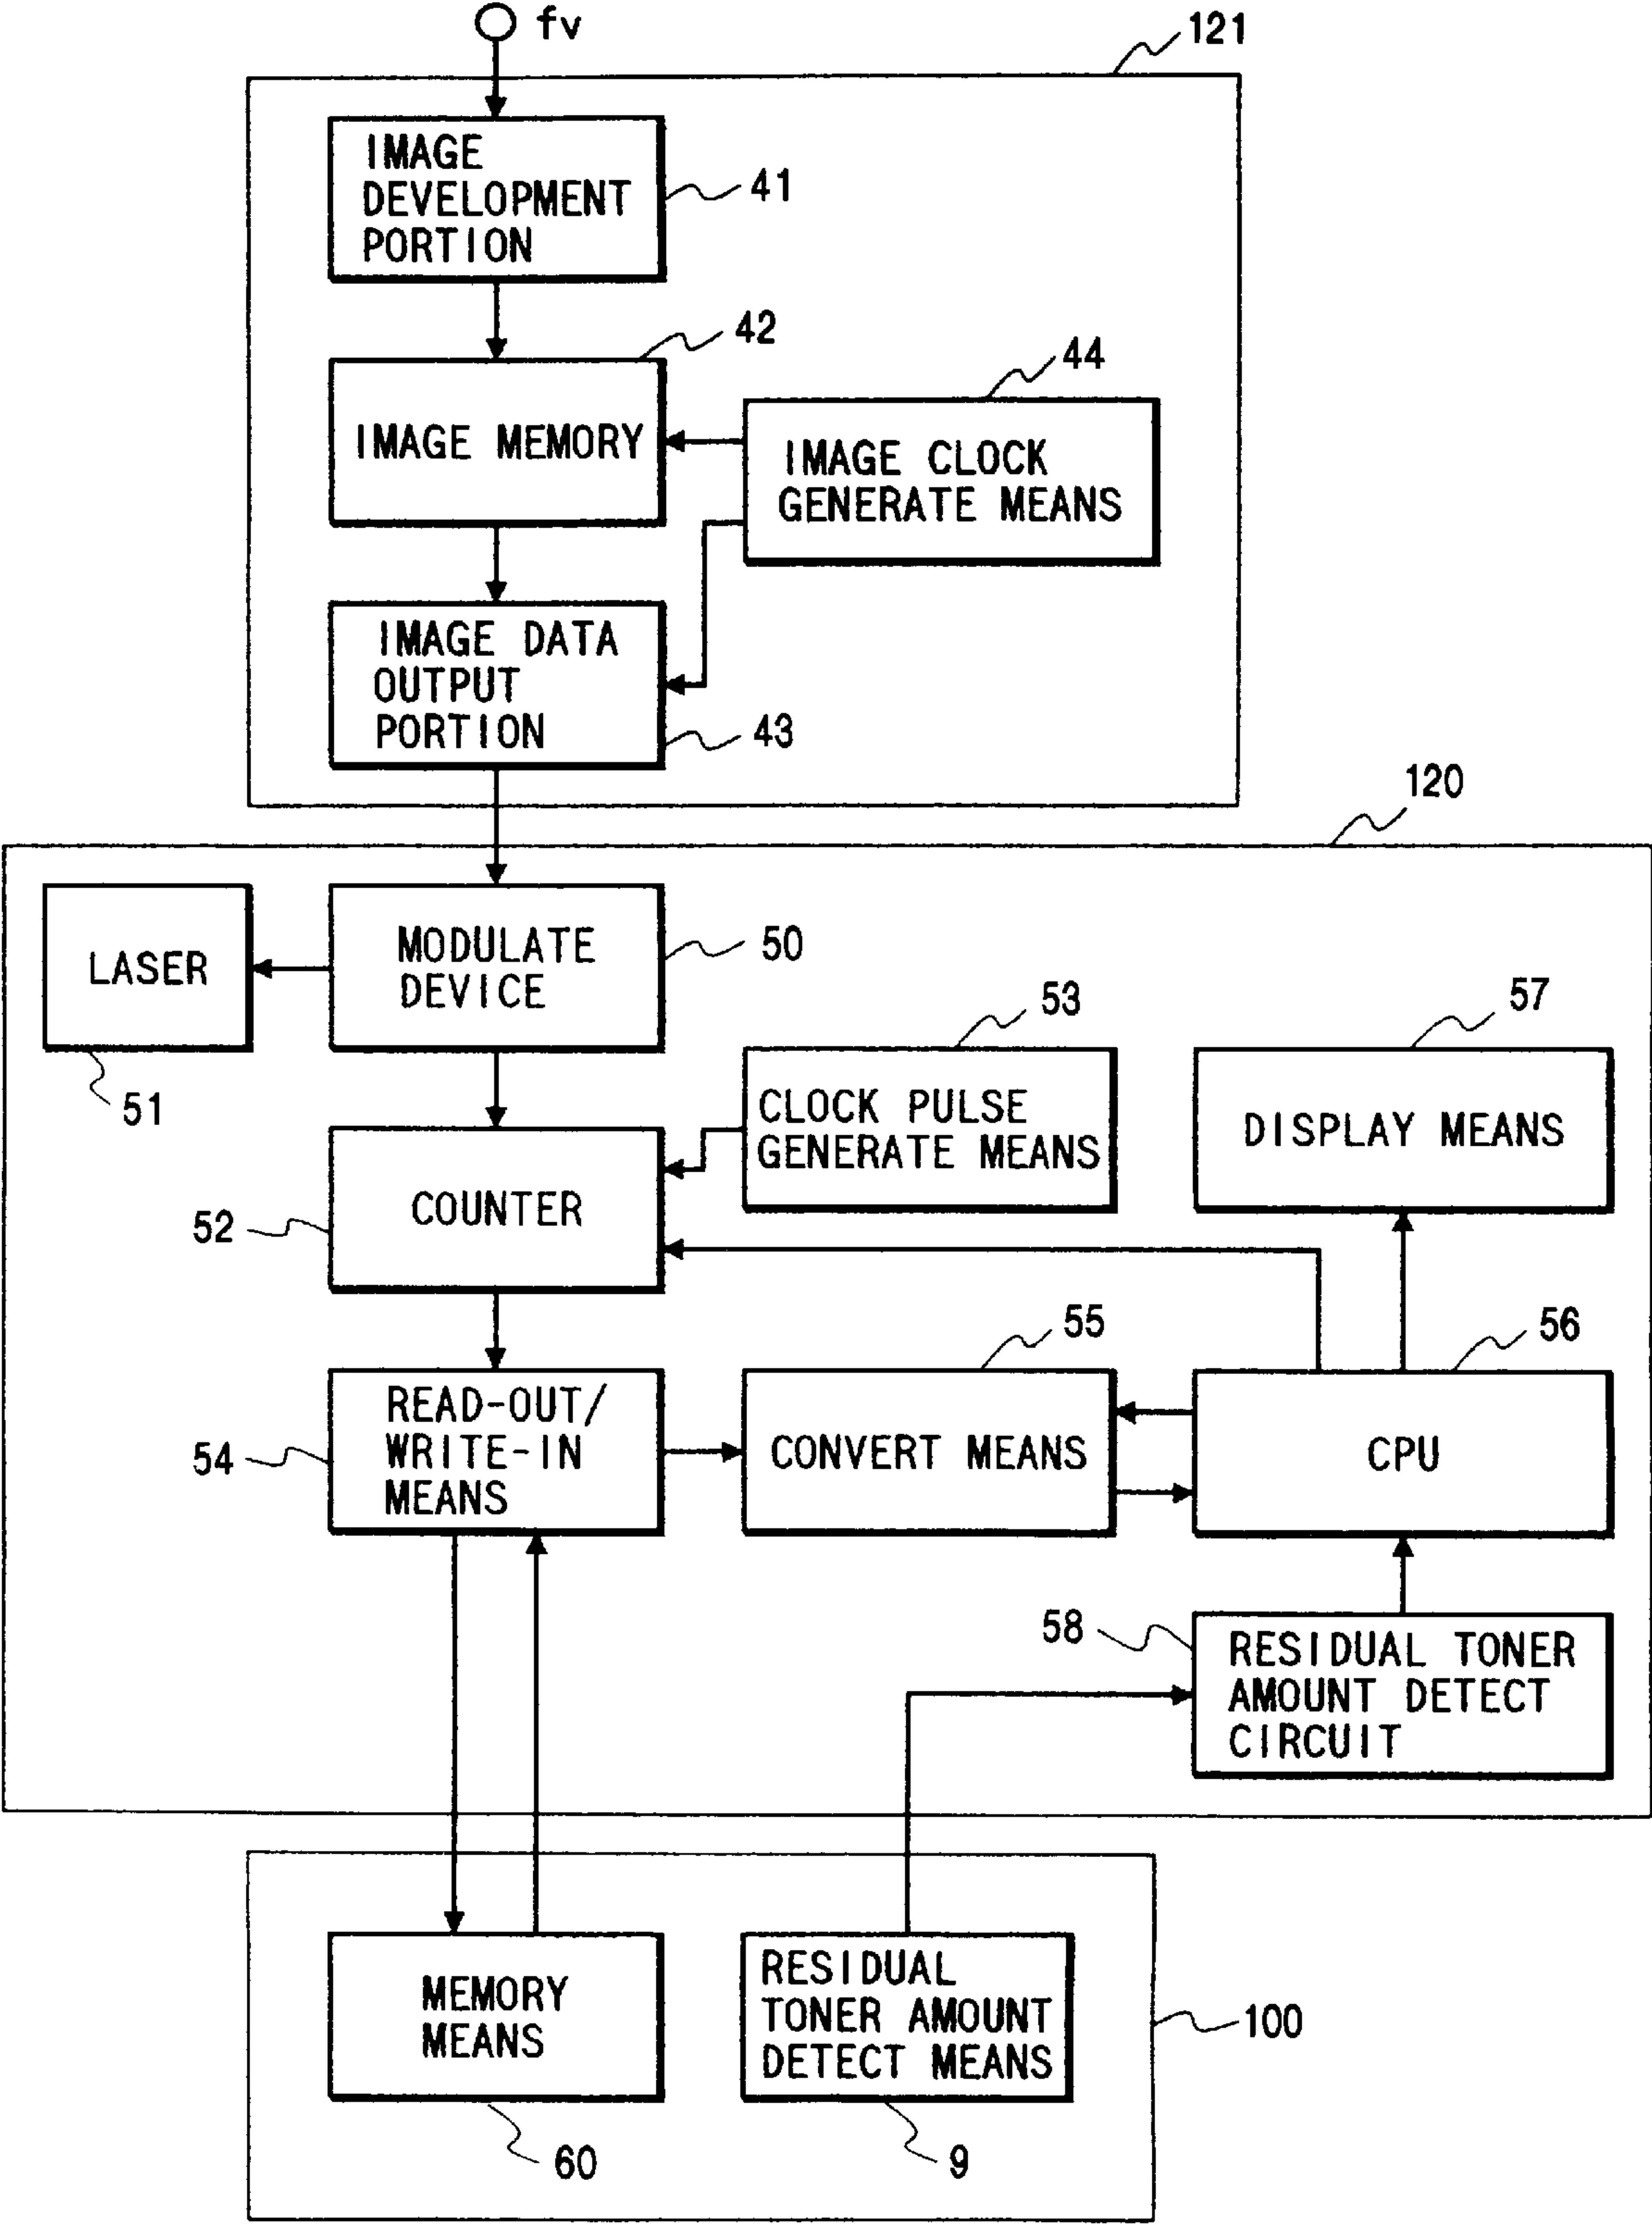 fv
121
IMAGE
DEVELOPMENT
PORTION
41
42
44
IMAGE MEMORY
IMAGE CLOCK
GENERATE MEANS
IMAGE DATA
OUTPUT
PORTION
43
120
LASER
MODULATE
DEVICE
50
51
53
57
CLOCK PULSE
GENERATE MEANS
DISPLAY MEANS
COUNTER
52
55
56
READ-OUT/
WRITE-IN
MEANS
54
CONVERT MEANS
CPU
58
RESIDUAL TONER
AMOUNT DETECT
CIRCUIT
MEMORY
MEANS
RESIDUAL
TONER AMOUNT
DETECT MEANS
100
60
9